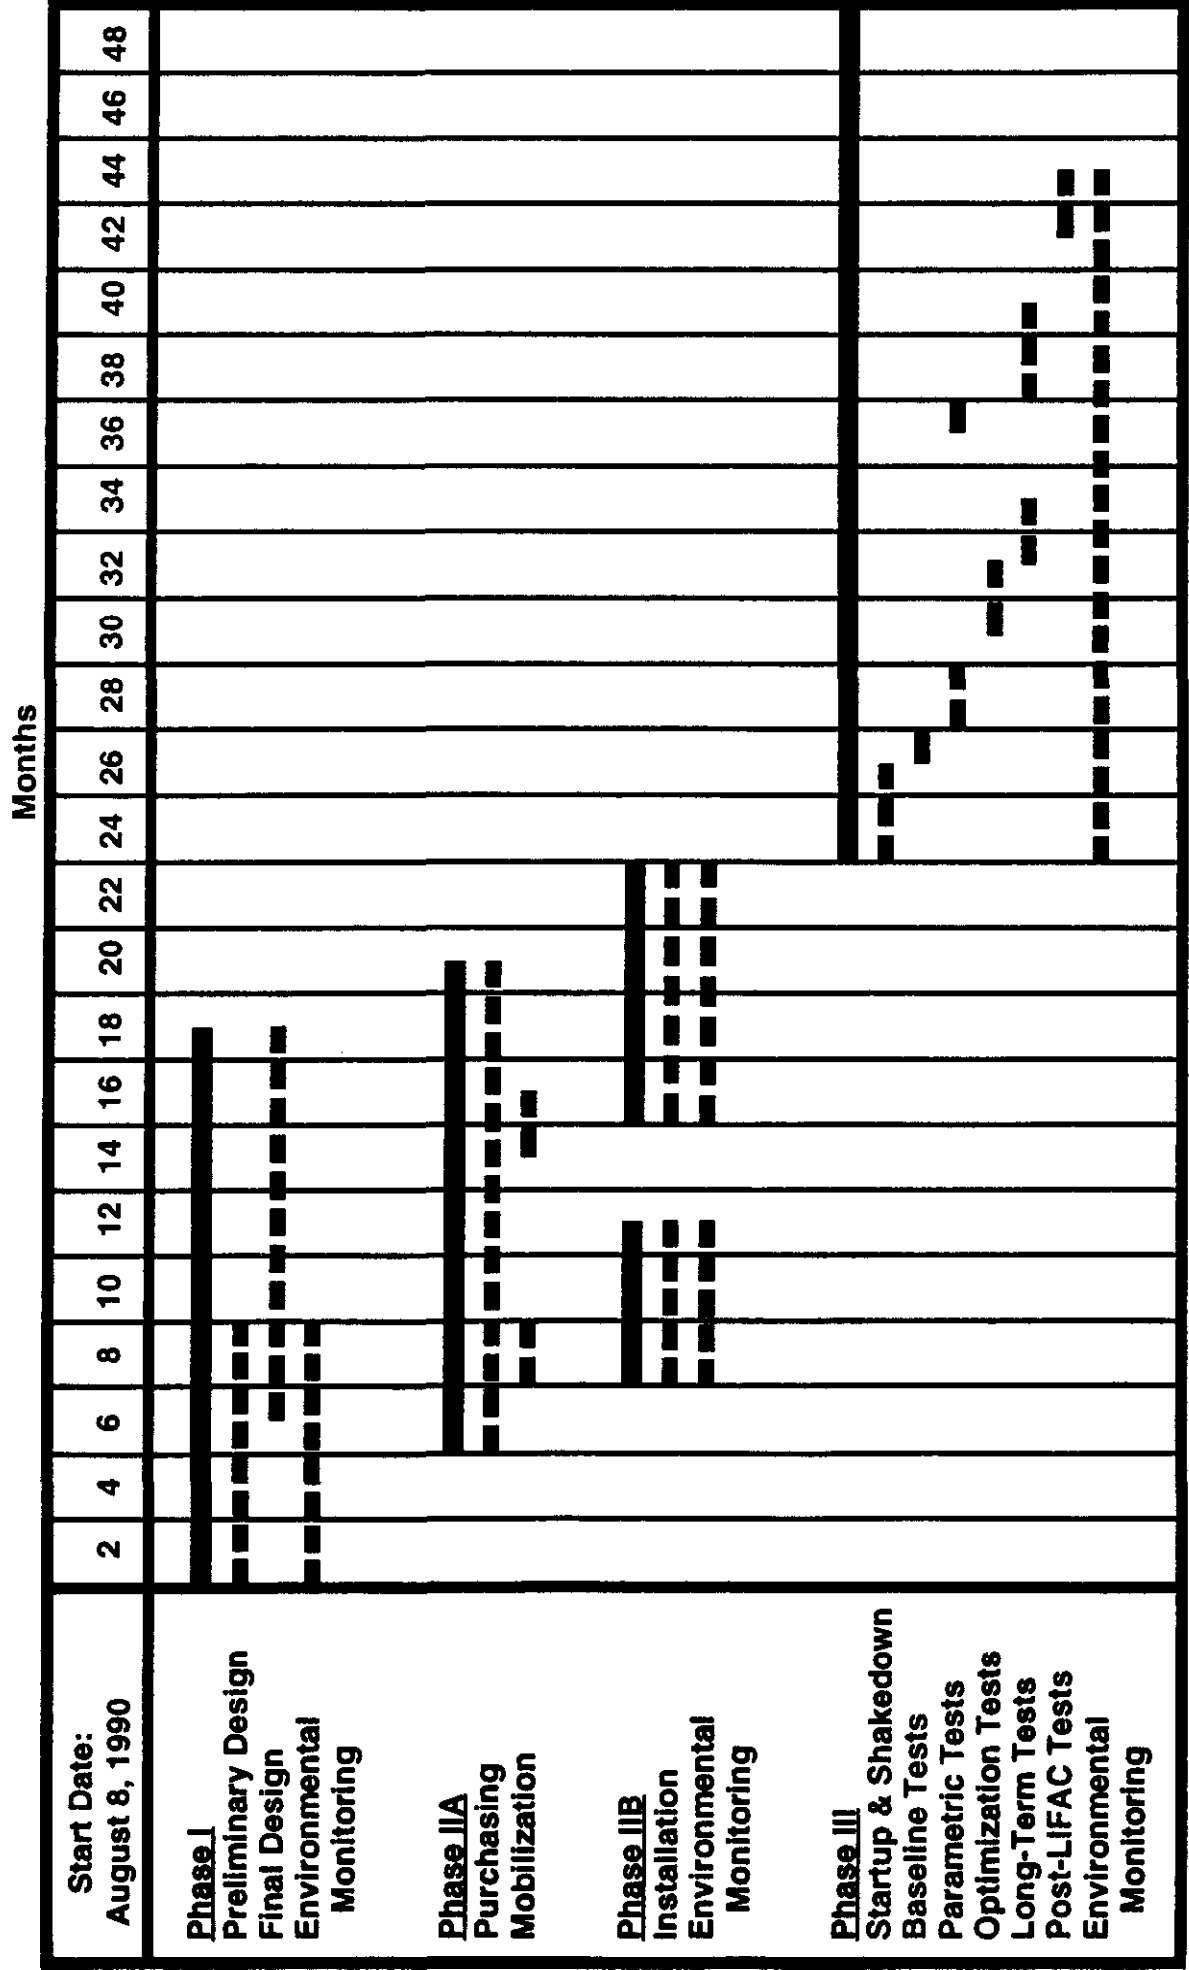 Months
Start Date:
August 8, 1990
2 4 6 8 10 12 14 16 18 20 22 24 26 28 30 32 34 36 38 40 42 44 46 48
Phase I
Preliminary Design
Final Design
Environmental
Monitoring
Phase IIA
Purchasing
Mobilization
Phase IIB
Installation
Environmental
Monitoring
Phase III
Startup & Shakedown
Baseline Tests
Parametric Tests
Optimization Tests
Long-Term Tests
Post-LIFAC Tests
Environmental
Monitoring